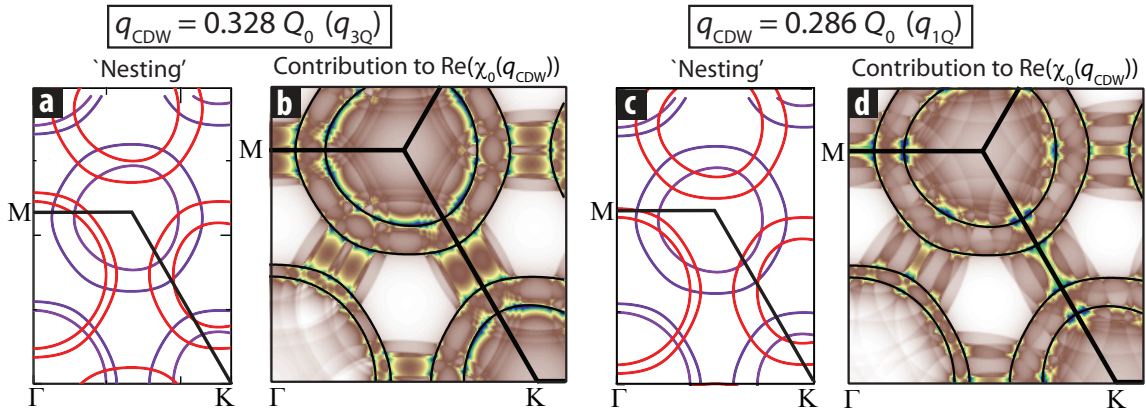 q_CDW = 0.328 Q_0 (q_3Q)
q_CDW = 0.286 Q_0 (q_1Q)
`Nesting'
Contribution to Re(χ_0(q_CDW))
`Nesting'
Contribution to Re(χ_0(q_CDW))
a
b
c
d
M
M
M
M
Γ
K
Γ
K
Γ
K
Γ
K